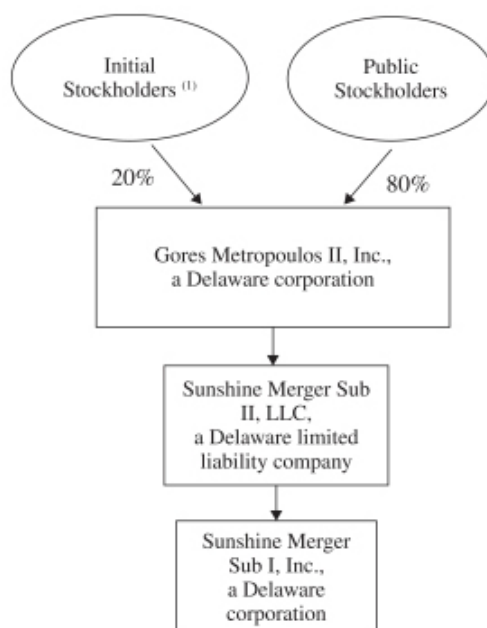 Initial
Stockholders (1)
Public
Stockholders
20%
80%
Gores Metropoulos II, Inc.,
a Delaware corporation
Sunshine Merger Sub
II, LLC,
a Delaware limited
liability company
Sunshine Merger
Sub I, Inc.,
a Delaware
corporation